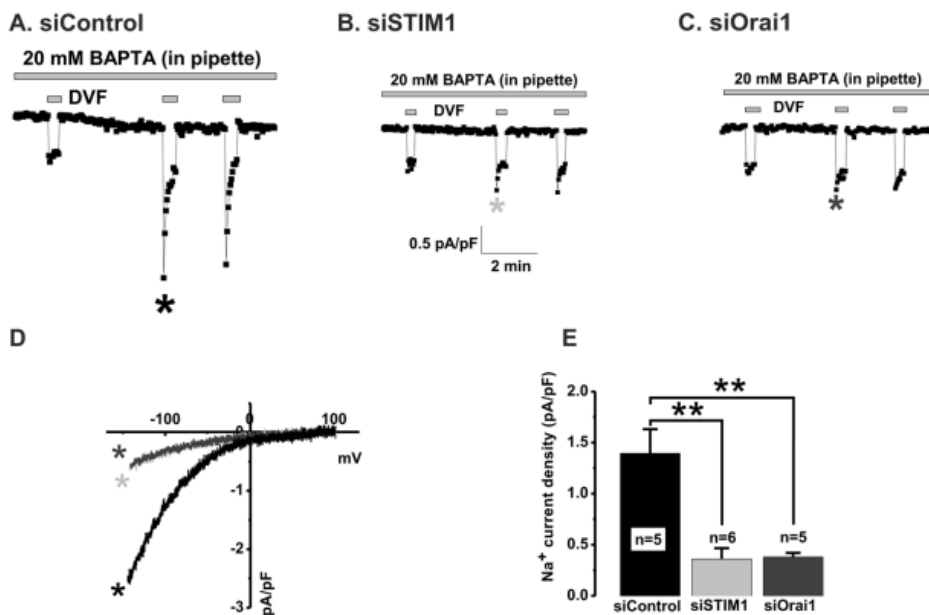 A. siControl
20 mM BAPTA (in pipette)
DVF
*
B. siSTIM1
20 mM BAPTA (in pipette)
DVF
*
0.5 pA/pF
2 min
C. siOrai1
20 mM BAPTA (in pipette)
DVF
*
D
-100 0 100
mV
*
*
-1
-2
*
-3
pA/pF
E
Na+ current density (pA/pF)
2.0
1.5
1.0
0.5
0.0
**
**
n=5
n=6
n=5
siControl siSTIM1 siOrai1